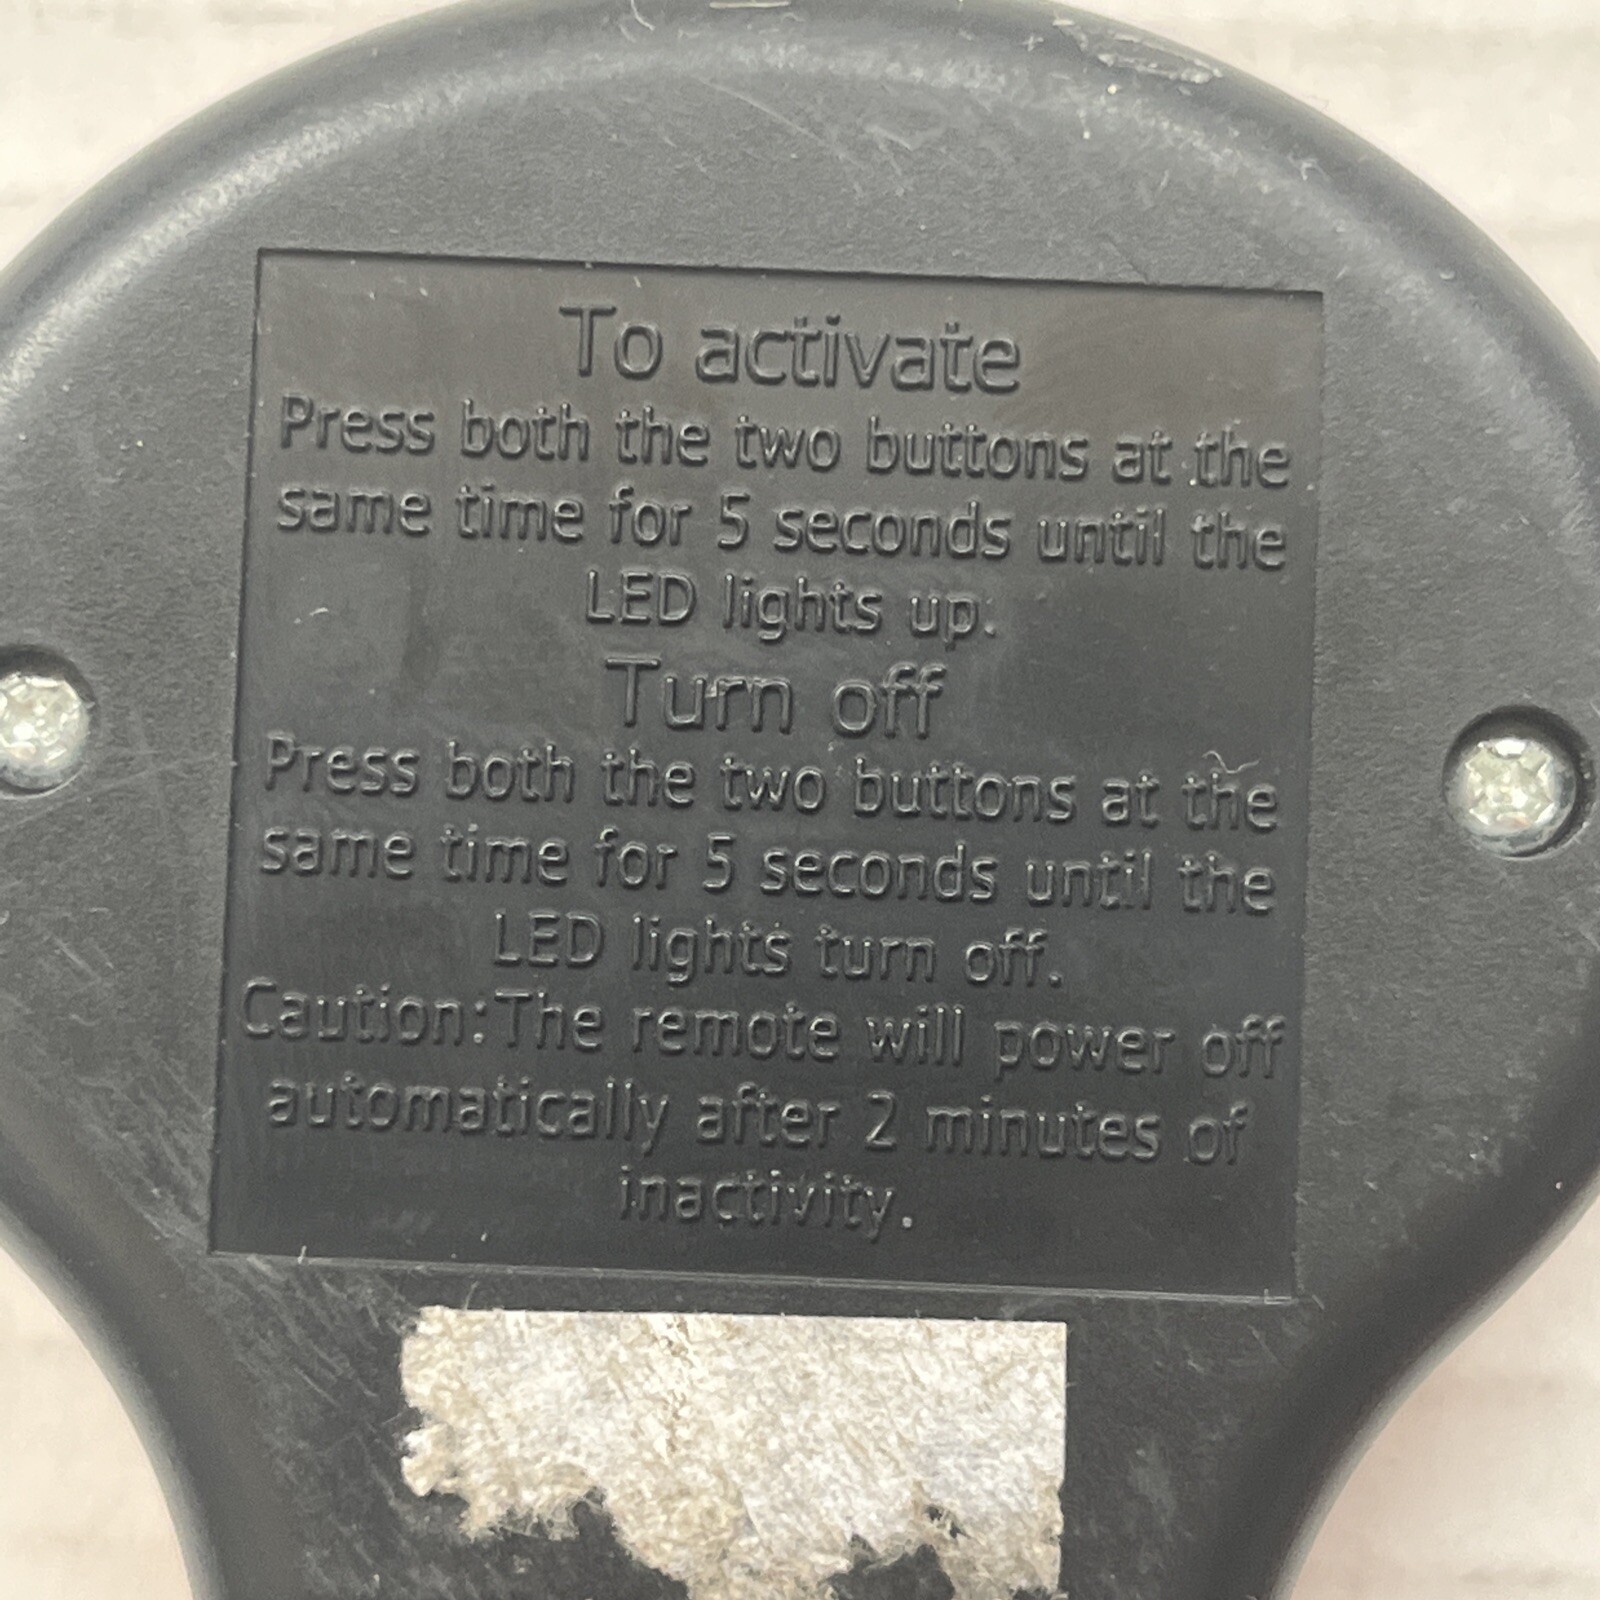 To activate
Press both the two buttons at the
same time for 5 seconds until the
LED lights up.
Turn off
Press both the two buttons at the
same time for 5 seconds until the
LED lights turn off.
Caution:The remote will power off
automatically after 2 minutes of
inactivity.